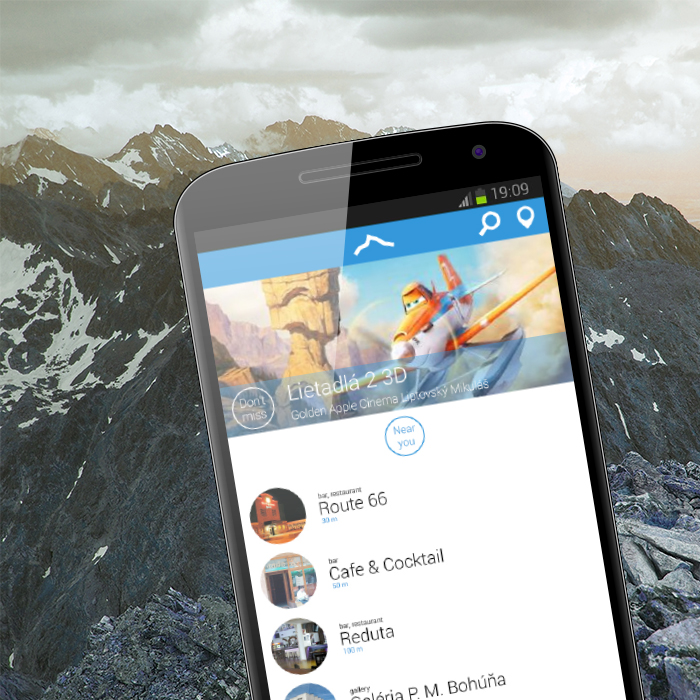 19:09
Don't
miss
Lietadlá 2 3D
Golden Apple Cinema Liptovský Mikuláš
Near
you
bar, restaurant
Route 66
30 m
bar
Cafe & Cocktail
50 m
bar, restaurant
Reduta
100 m
gallery
Galéria P. M. Bohúňa